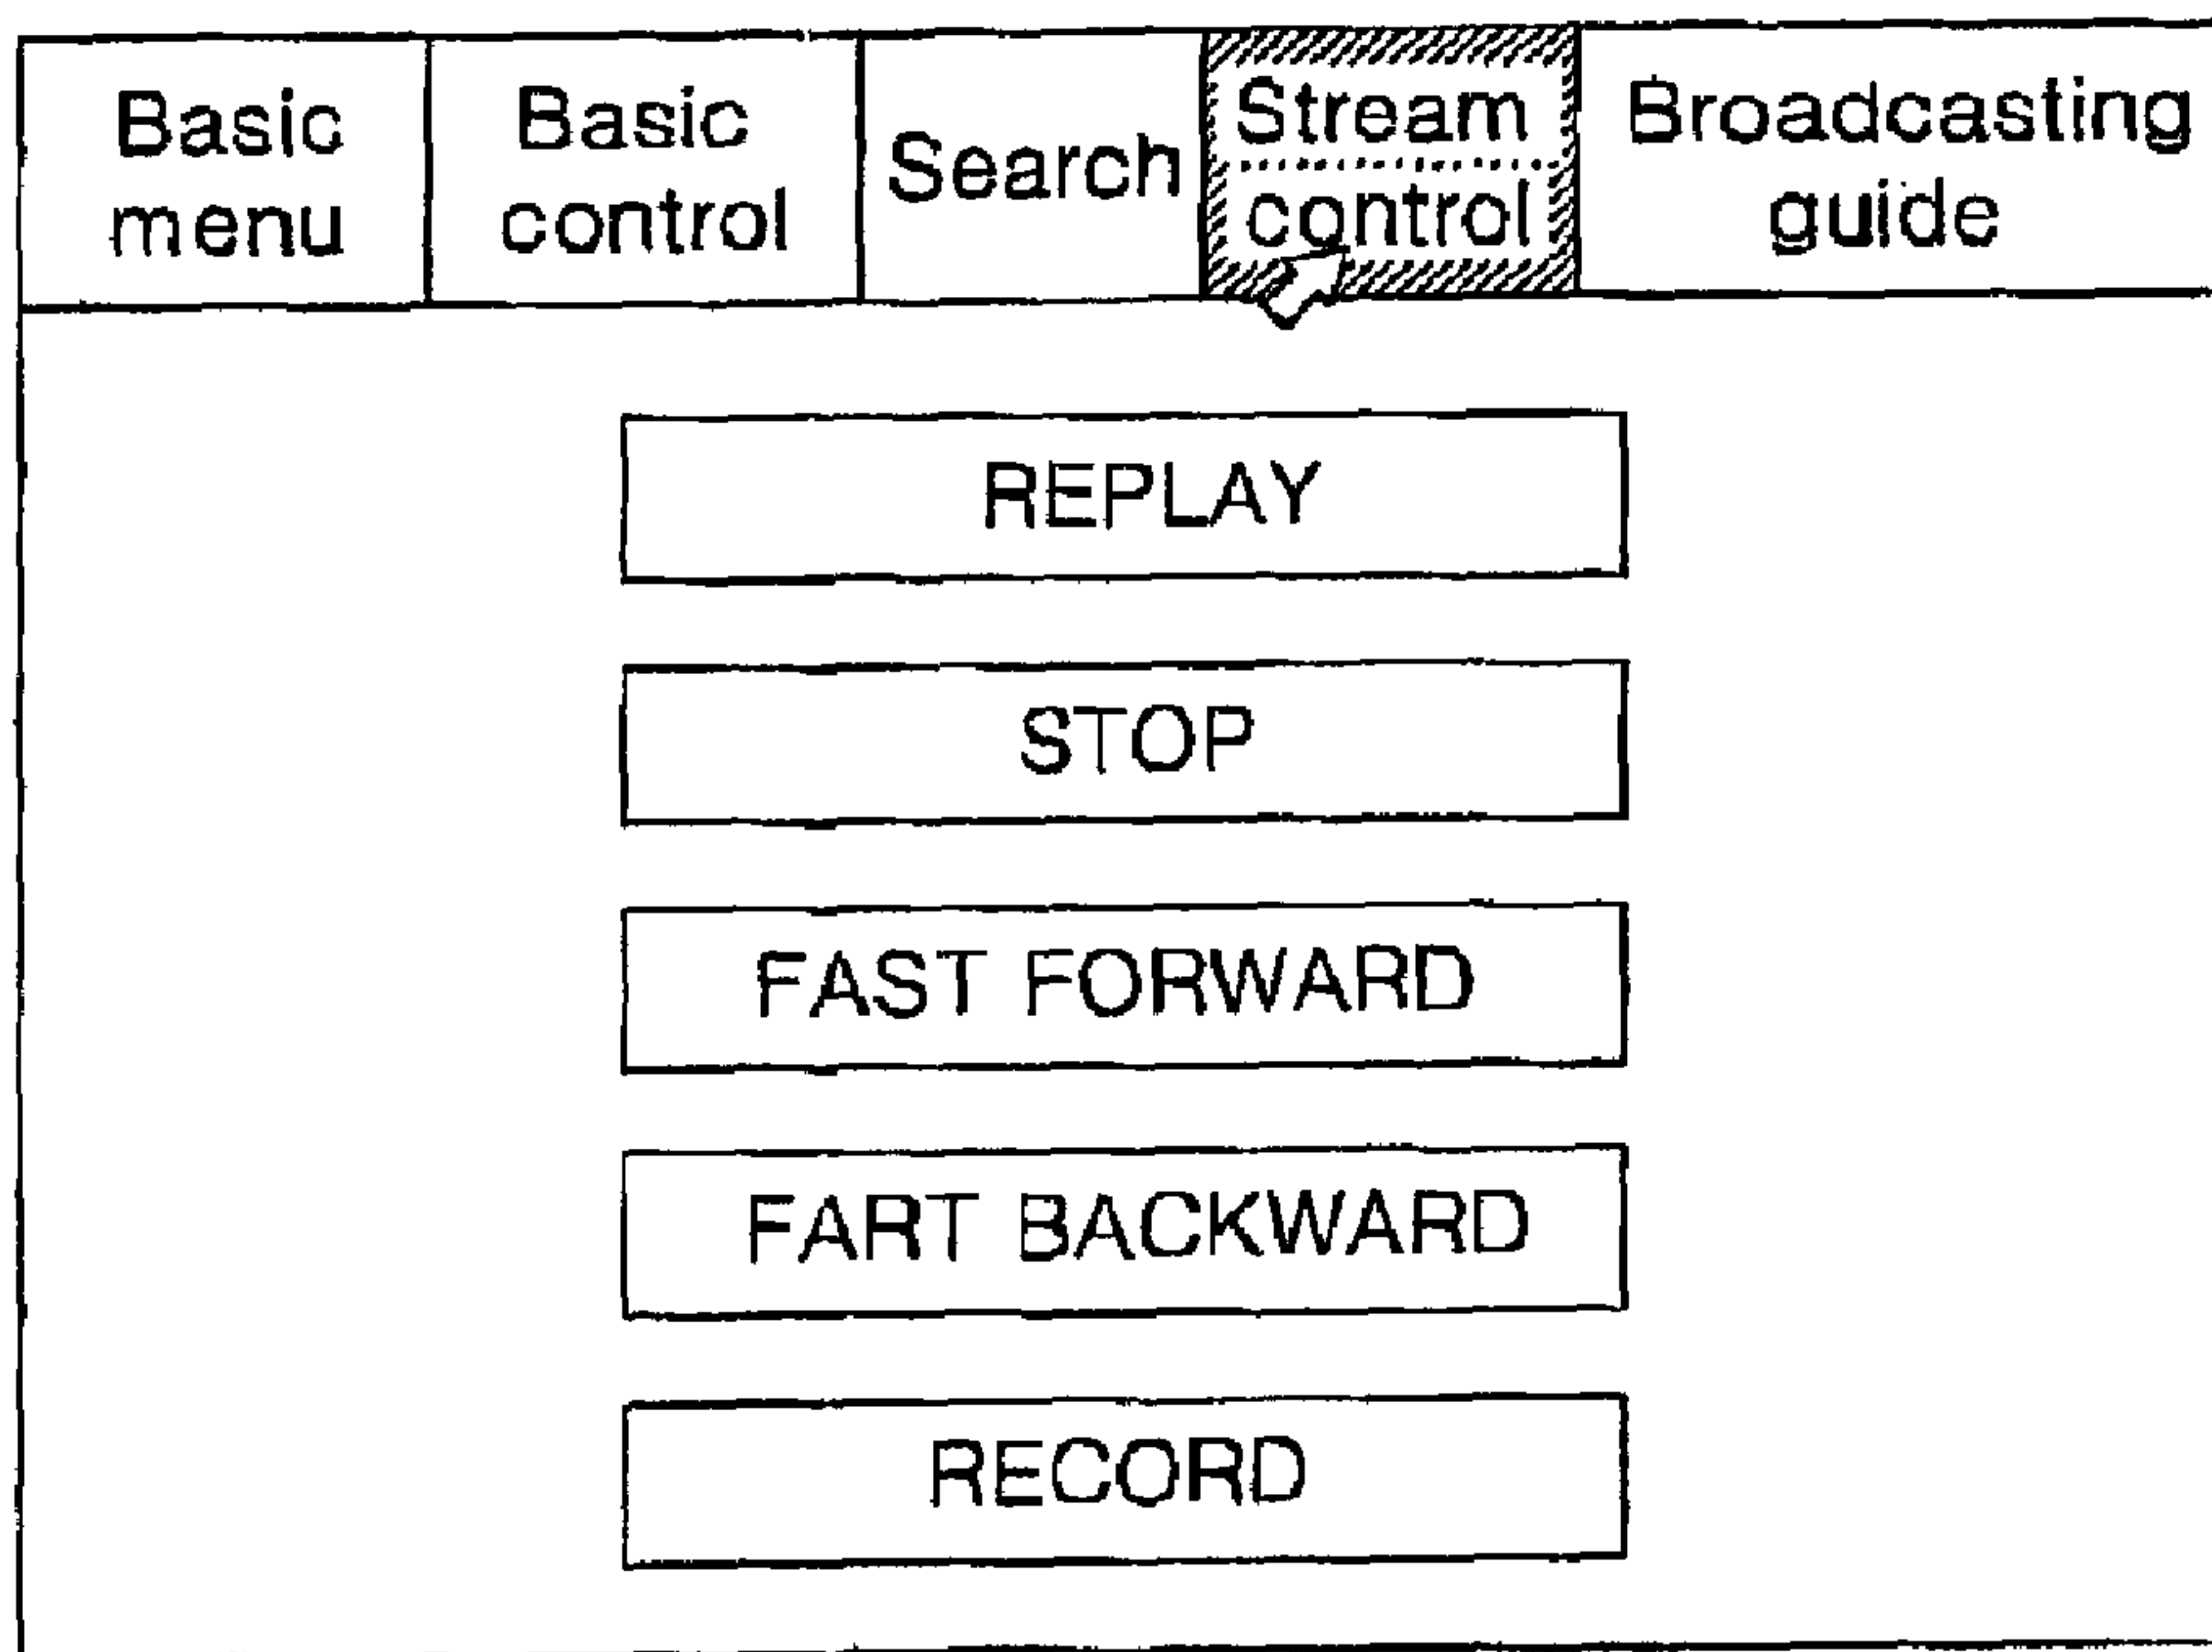 Basic
menu
Basic
control
Search
Stream
control
Broadcasting
guide
REPLAY
STOP
FAST FORWARD
FART BACKWARD
RECORD